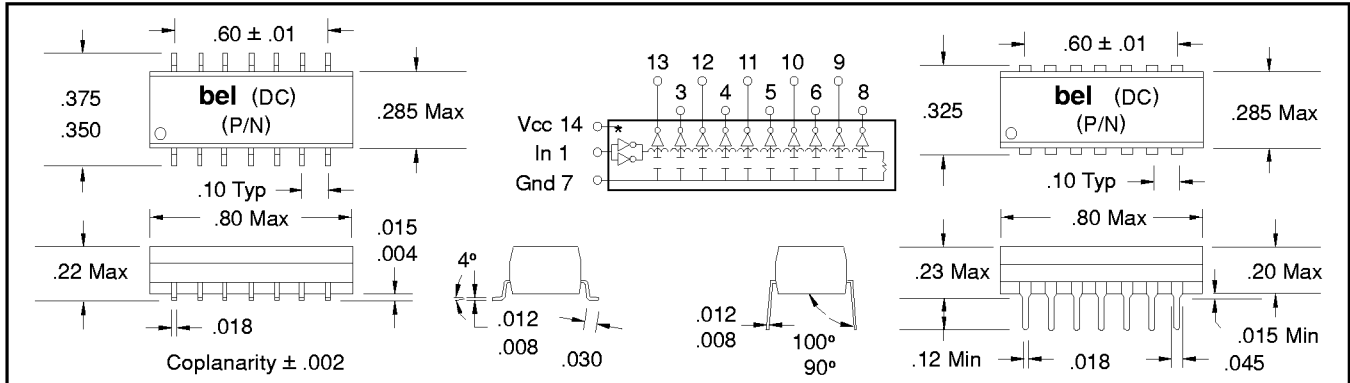 .60 ± .01
.375
.350
bel (DC)
(P/N)
.285 Max
.10 Typ
.80 Max
.22 Max
.015
.004
.018
Coplanarity ± .002
13 12 11 10 9
3 4 5 6 8
Vcc 14 *
In 1
Gnd 7
4º
.012
.008
.030
.012
.008
100º
90º
.60 ± .01
.325
bel (DC)
(P/N)
.285 Max
.10 Typ
.80 Max
.23 Max
.20 Max
.12 Min
.018
.015 Min
.045